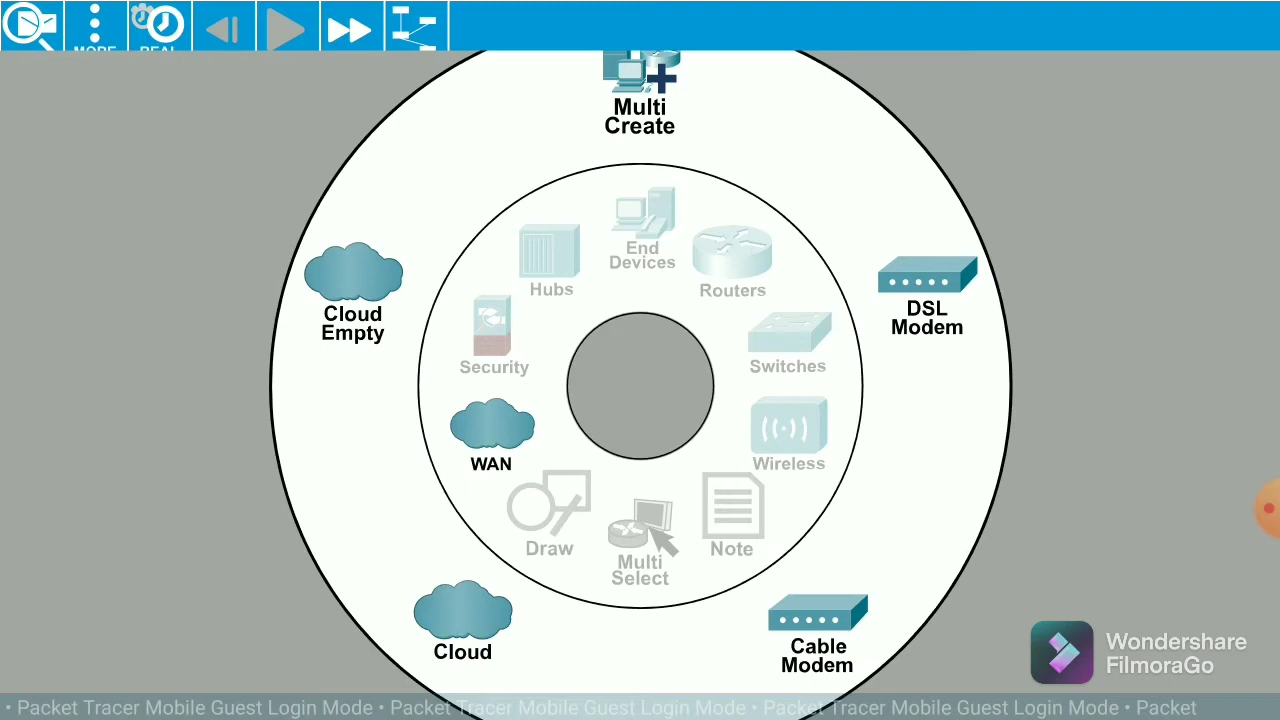 MORE
REAL
Multi
Create
End
Devices
Hubs
Routers
Cloud
Empty
DSL
Modem
Security
Switches
WAN
Wireless
Draw
Note
Multi
Select
Cloud
Cable
Modem
Wondershare
FilmoraGo
• Packet Tracer Mobile Guest Login Mode • Packet Tracer Mobile Guest Login Mode • Packet Tracer Mobile Guest Login Mode • Packet